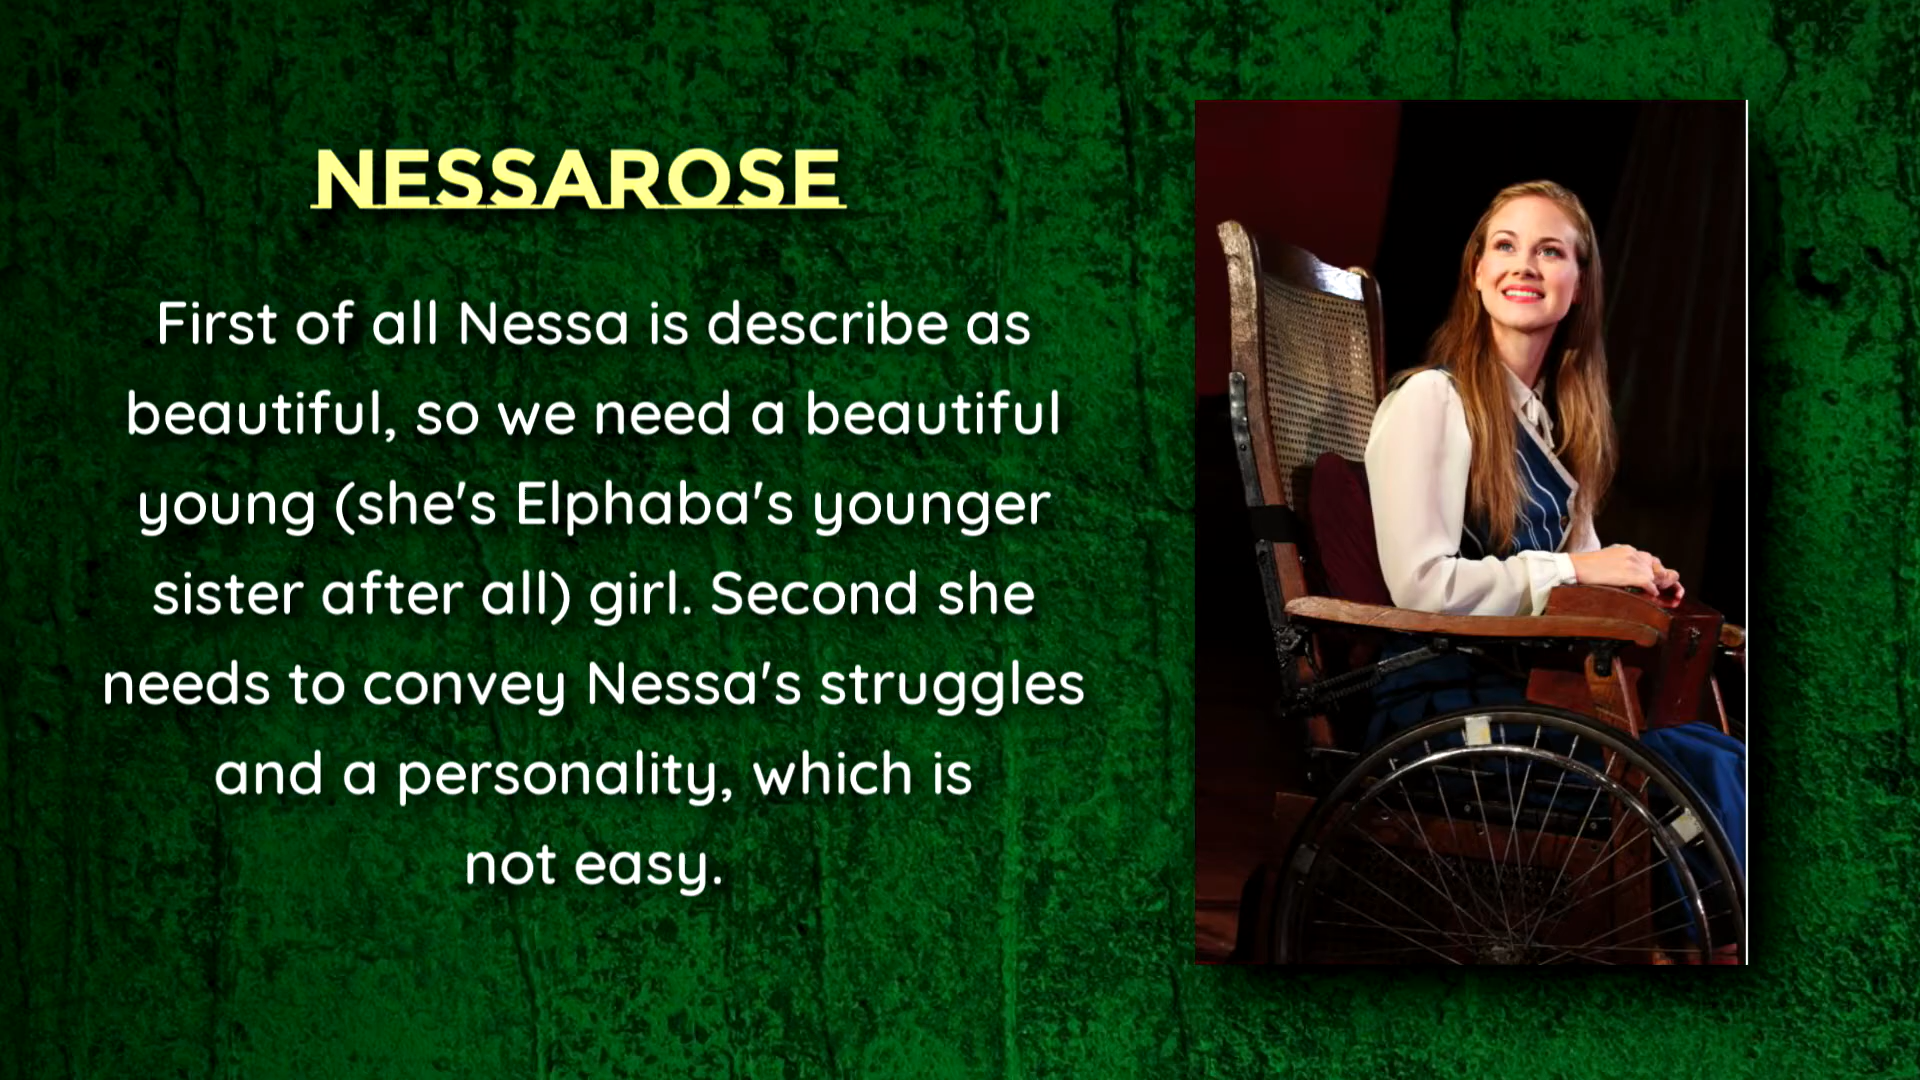 NESSAROSE
First of all Nessa is describe as
beautiful, so we need a beautiful
young (she's Elphaba's younger
sister after all) girl. Second she
needs to convey Nessa's struggles
and a personality, which is
not easy.